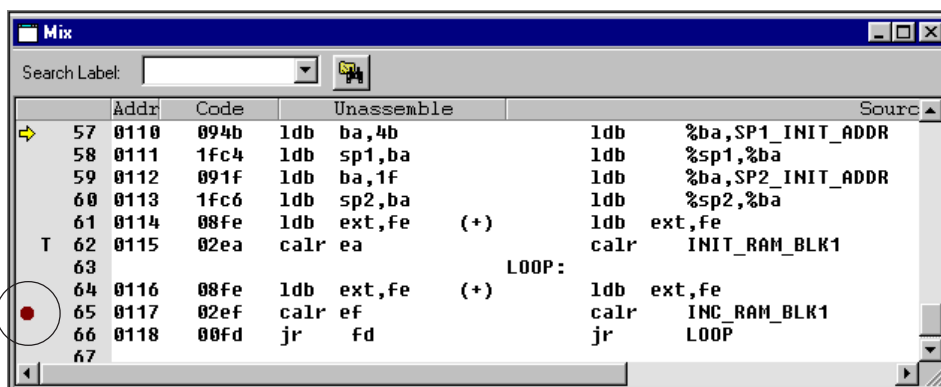 Mix
Search Label:
Addr Code Unassemble Sourc
57 0110 094b ldb ba,4b ldb %ba,SP1_INIT_ADDR
58 0111 1fc4 ldb sp1,ba ldb %sp1,%ba
59 0112 091f ldb ba,1f ldb %ba,SP2_INIT_ADDR
60 0113 1fc6 ldb sp2,ba ldb %sp2,%ba
61 0114 08fe ldb ext,fe (+) ldb ext,fe
T 62 0115 02ea calr ea calr INIT_RAM_BLK1
63 LOOP:
64 0116 08fe ldb ext,fe (+) ldb ext,fe
65 0117 02ef calr ef calr INC_RAM_BLK1
66 0118 00fd jr fd jr LOOP
67